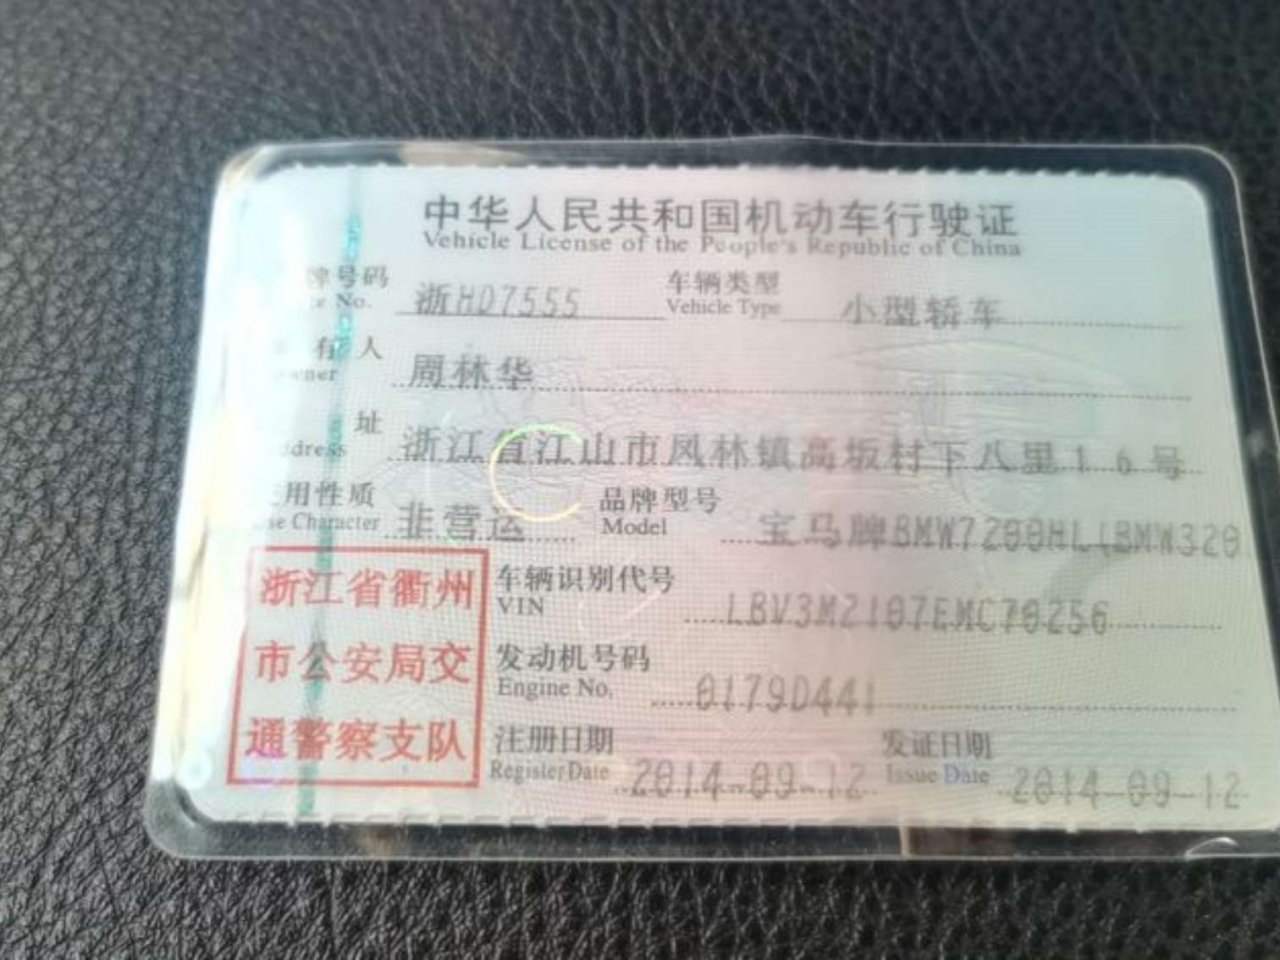 中华人民共和国机动车行驶证
Vehicle License of the People's Republic of China
牌号码 浙HD7555 车辆类型 小型轿车
No. Vehicle Type
有人 周林华
址 浙江省江山市凤林镇高坂村下八里16号
用性质 非营运 品牌型号 宝马牌BMW7200HL(BMW320
Character Model
浙江省衢州
市公安局交
通警察支队
车辆识别代号 LBV3M2107EMC70256
VIN
发动机号码 0179D441
Engine No.
注册日期 2014-09-12 发证日期 2014-09-12
Register Date Issue Date